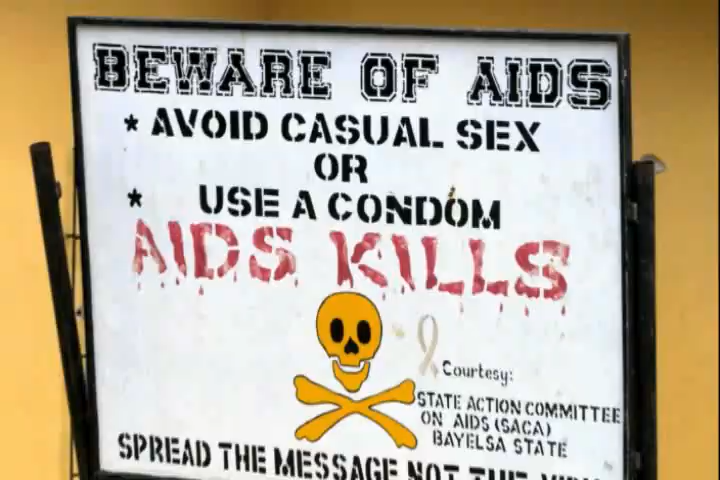 BEWARE OF AIDS
* AVOID CASUAL SEX
OR
* USE A CONDOM
AIDS KILLS
Courtesy:
STATE ACTION COMMITTEE
ON AIDS (SACA)
BAYELSA STATE
SPREAD THE MESSAGE NOT THE